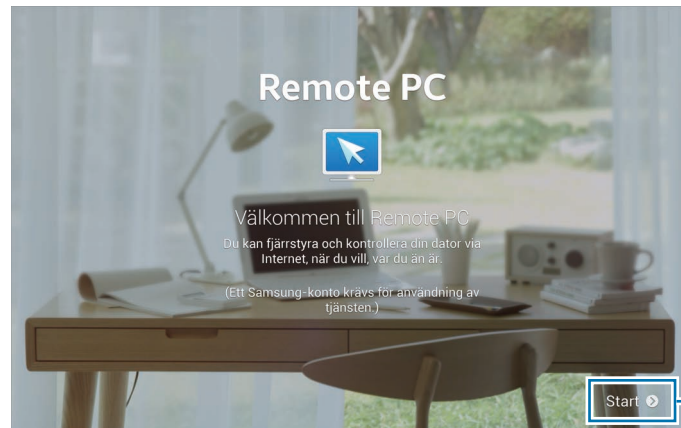 Remote PC
Välkommen till Remote PC
Du kan fjärrstyra och kontrollera din dator via
Internet, när du vill, var du än är.
(Ett Samsung-konto krävs för användning av
tjänsten.)
Start